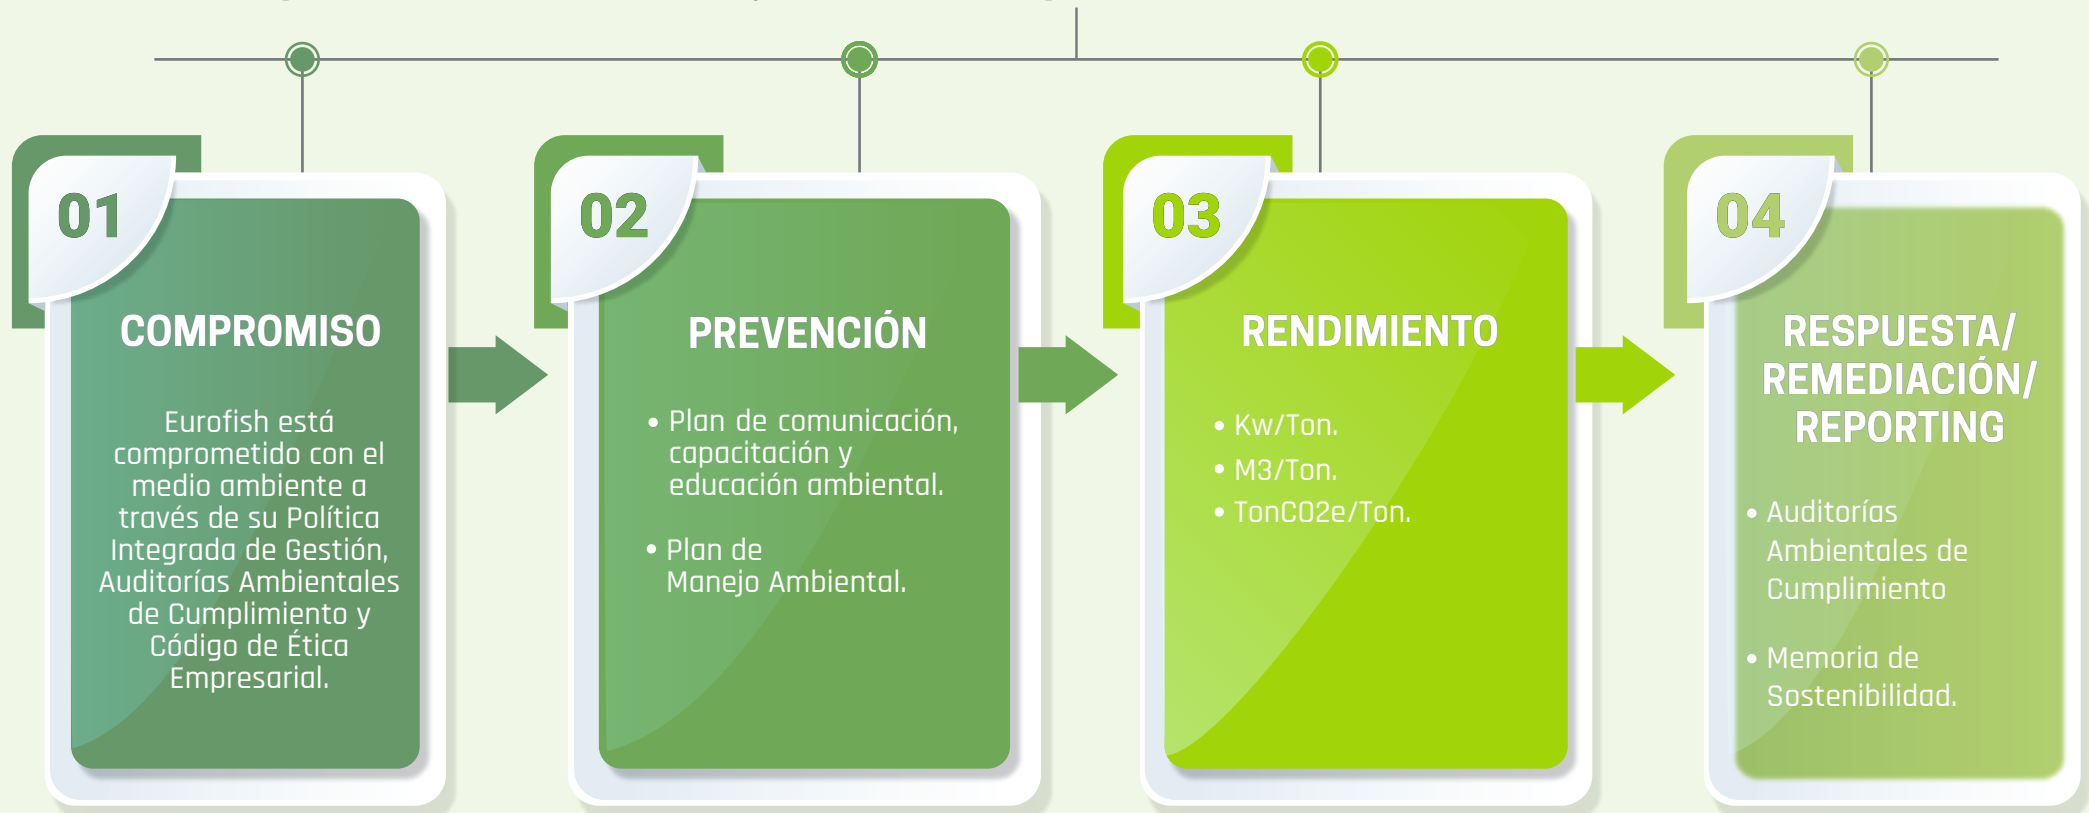 01
COMPROMISO
Eurofish está
comprometido con el
medio ambiente a
través de su Política
Integrada de Gestión,
Auditorías Ambientales
de Cumplimiento y
Código de Ética
Empresarial.
02
PREVENCIÓN
• Plan de comunicación,
capacitación y
educación ambiental.
• Plan de
Manejo Ambiental.
03
RENDIMIENTO
• Kw/Ton.
• M3/Ton.
• TonCO2e/Ton.
04
RESPUESTA/
REMEDIACIÓN/
REPORTING
• Auditorías
Ambientales de
Cumplimiento
• Memoria de
Sostenibilidad.